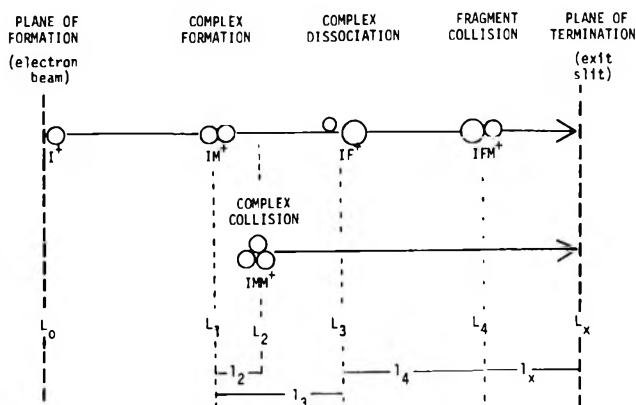 PLANE OF FORMATION
(electron beam)
COMPLEX FORMATION
COMPLEX DISSOCIATION
FRAGMENT COLLISION
PLANE OF TERMINATION
(exit slit)
I+
IM+
IF+
IFM+
COMPLEX COLLISION
IMM+
L0
L1
L2
L3
L4
Lx
l2
l3
l4
lx